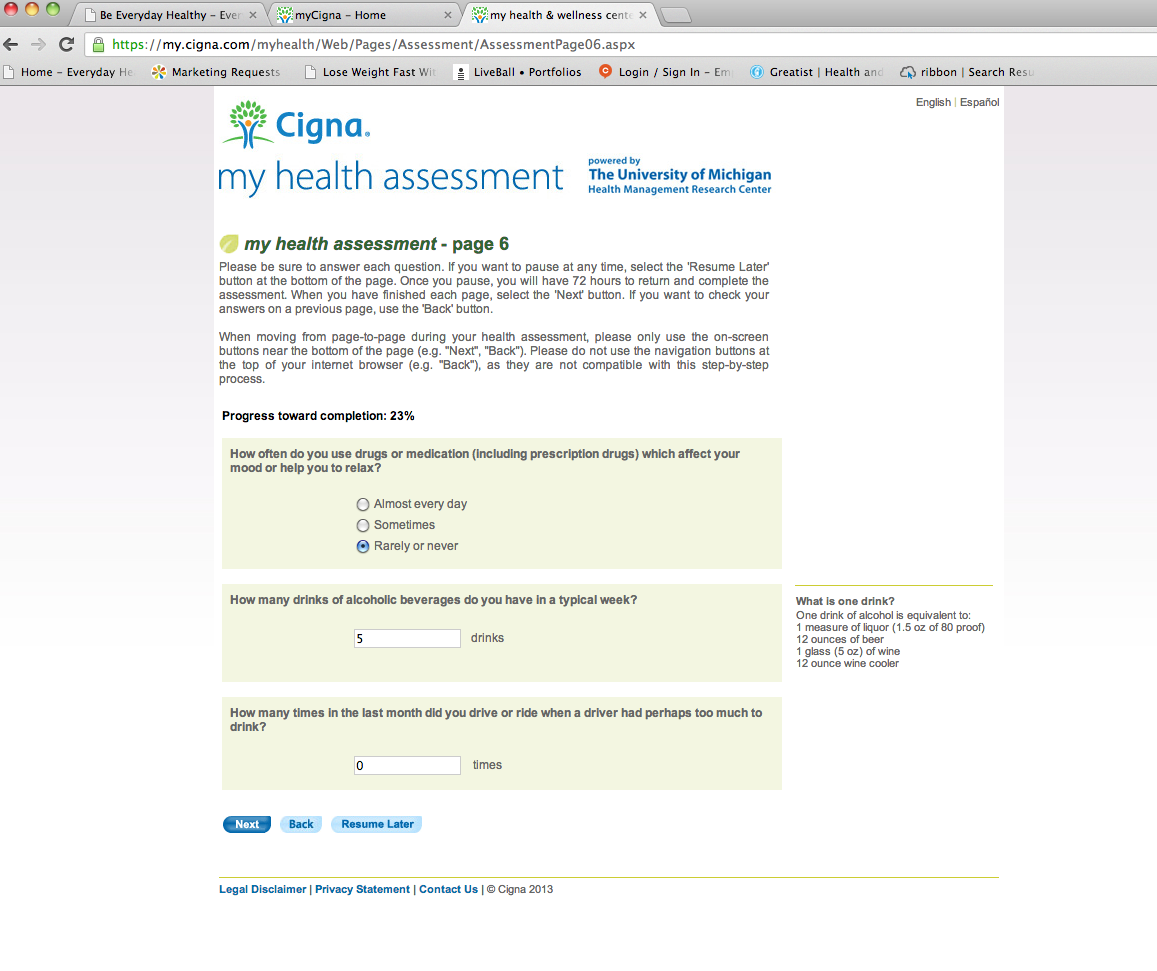 Be Everyday Healthy – Ever
myCigna – Home
my health & wellness cente
https://my.cigna.com/myhealth/Web/Pages/Assessment/AssessmentPage06.aspx
Home – Everyday He
Marketing Requests
Lose Weight Fast Wit
LiveBall • Portfolios
Login / Sign In – Em
Greatist | Health and
ribbon | Search Resu
English | Español
Cigna®
my health assessment
powered by
The University of Michigan
Health Management Research Center
my health assessment - page 6
Please be sure to answer each question. If you want to pause at any time, select the 'Resume Later'
button at the bottom of the page. Once you pause, you will have 72 hours to return and complete the
assessment. When you have finished each page, select the 'Next' button. If you want to check your
answers on a previous page, use the 'Back' button.
When moving from page-to-page during your health assessment, please only use the on-screen
buttons near the bottom of the page (e.g. "Next", "Back"). Please do not use the navigation buttons at
the top of your internet browser (e.g. "Back"), as they are not compatible with this step-by-step
process.
Progress toward completion: 23%
How often do you use drugs or medication (including prescription drugs) which affect your
mood or help you to relax?
Almost every day
Sometimes
Rarely or never
How many drinks of alcoholic beverages do you have in a typical week?
5 drinks
What is one drink?
One drink of alcohol is equivalent to:
1 measure of liquor (1.5 oz of 80 proof)
12 ounces of beer
1 glass (5 oz) of wine
12 ounce wine cooler
How many times in the last month did you drive or ride when a driver had perhaps too much to
drink?
0 times
Next Back Resume Later
Legal Disclaimer | Privacy Statement | Contact Us | © Cigna 2013